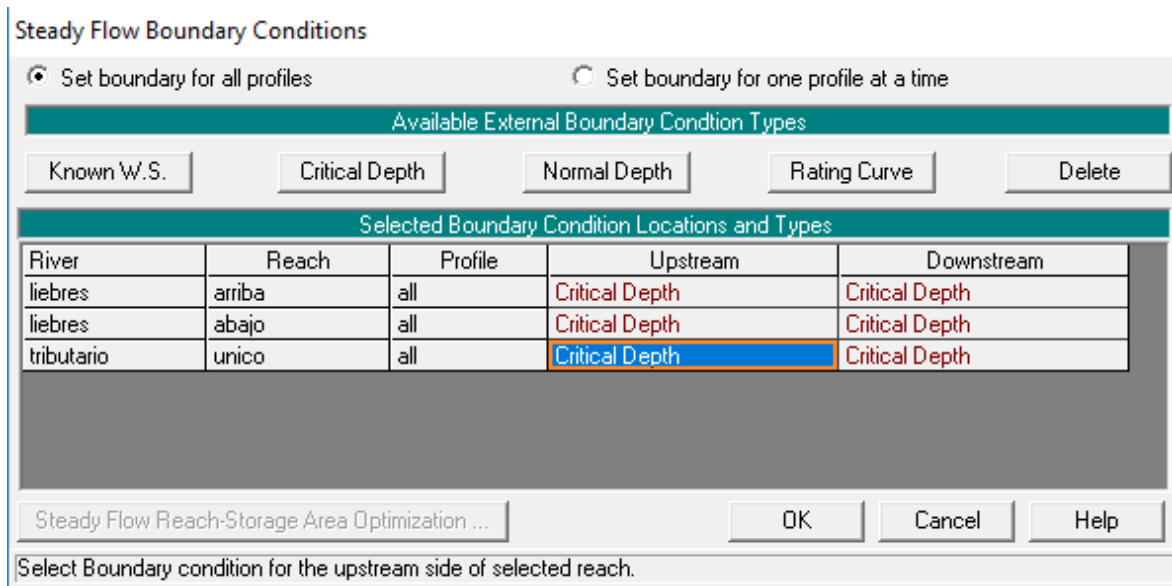 Steady Flow Boundary Conditions
Set boundary for all profiles Set boundary for one profile at a time
Available External Boundary Condtion Types
Known W.S. Critical Depth Normal Depth Rating Curve Delete
Selected Boundary Condition Locations and Types
River Reach Profile Upstream Downstream
liebres arriba all Critical Depth Critical Depth
liebres abajo all Critical Depth Critical Depth
tributario unico all Critical Depth Critical Depth
Steady Flow Reach-Storage Area Optimization ... OK Cancel Help
Select Boundary condition for the upstream side of selected reach.